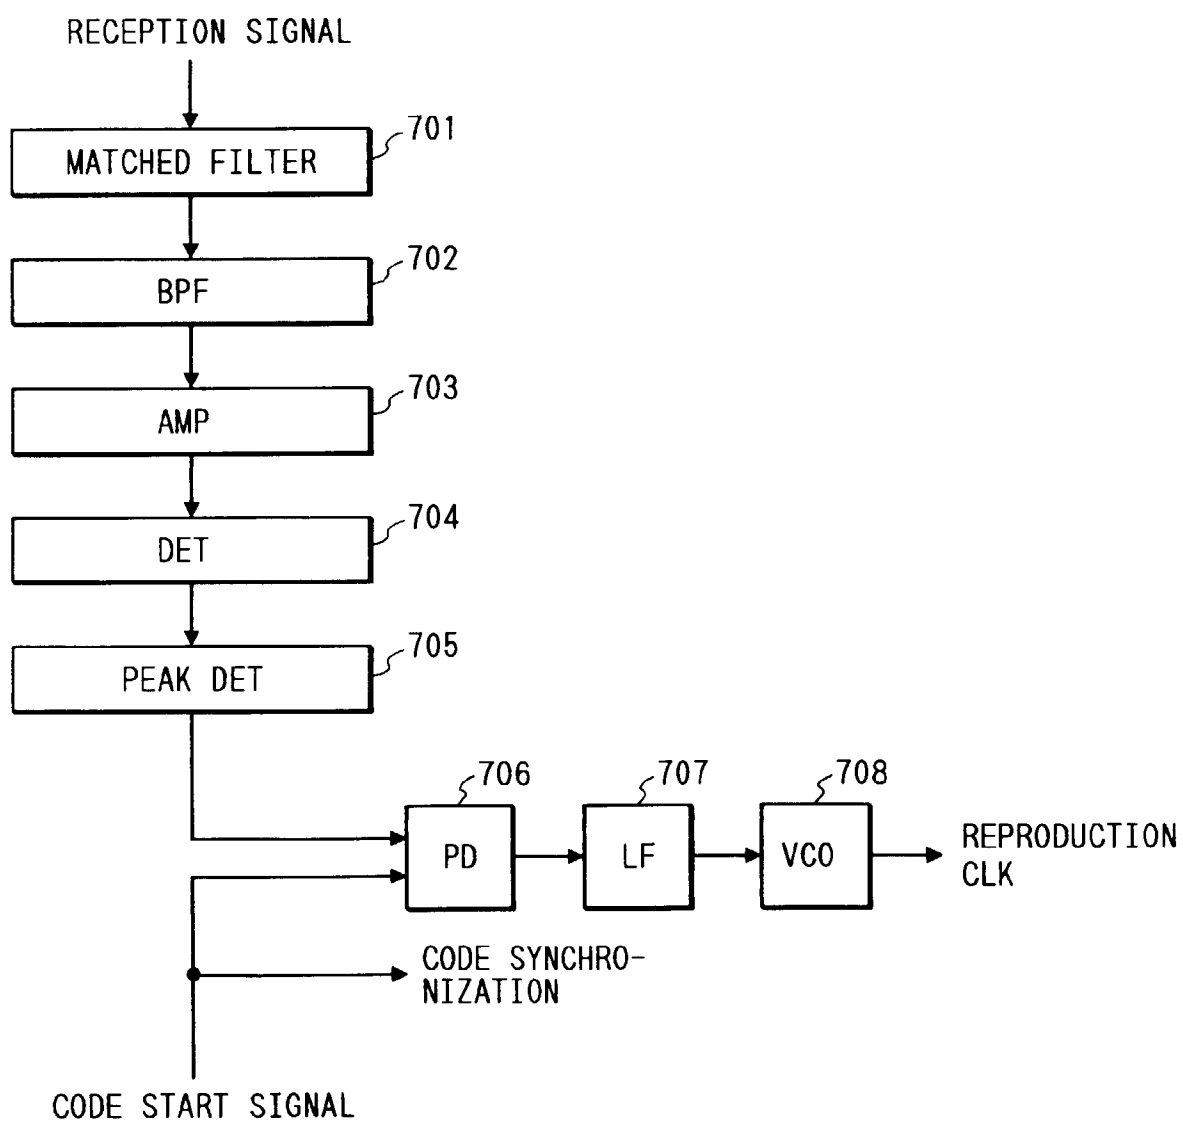 RECEPTION SIGNAL
701
MATCHED FILTER
702
BPF
703
AMP
704
DET
705
PEAK DET
706
707
708
PD
LF
VCO
REPRODUCTION
CLK
CODE SYNCHRO-
NIZATION
CODE START SIGNAL